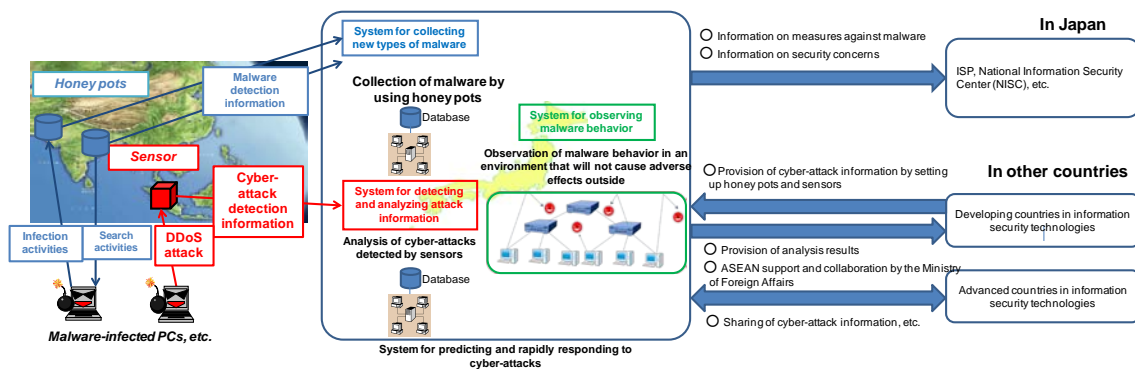 Honey pots
Malware
detection
information
Sensor
Cyber-
attack
detection
information
Infection
activities
Search
activities
DDoS
attack
Malware-infected PCs, etc.
System for collecting
new types of malware
Collection of malware by
using honey pots
Database
System for observing
malware behavior
Observation of malware behavior in an
environment that will not cause adverse
effects outside
System for detecting
and analyzing attack
information
Analysis of cyber-attacks
detected by sensors
Database
System for predicting and rapidly responding to
cyber-attacks
Information on measures against malware
Information on security concerns
In Japan
ISP, National Information Security
Center (NISC), etc.
Provision of cyber-attack information by setting
up honey pots and sensors
In other countries
Developing countries in information
security technologies
Provision of analysis results
ASEAN support and collaboration by the Ministry
of Foreign Affairs
Advanced countries in information
security technologies
Sharing of cyber-attack information, etc.